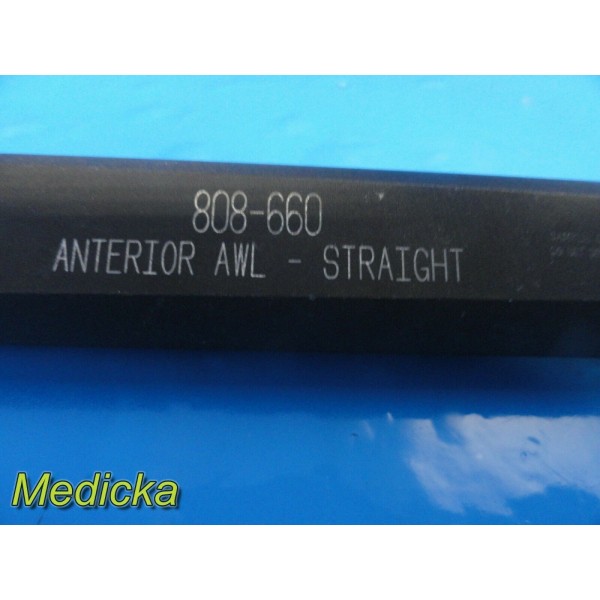 808-660
ANTERIOR AWL - STRAIGHT
Medicka